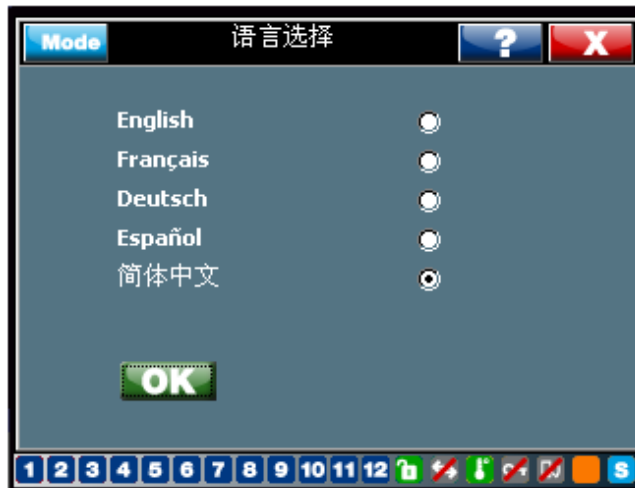 Mode 语言选择 ? X
English
Français
Deutsch
Español
简体中文
OK
1 2 3 4 5 6 7 8 9 10 11 12 S